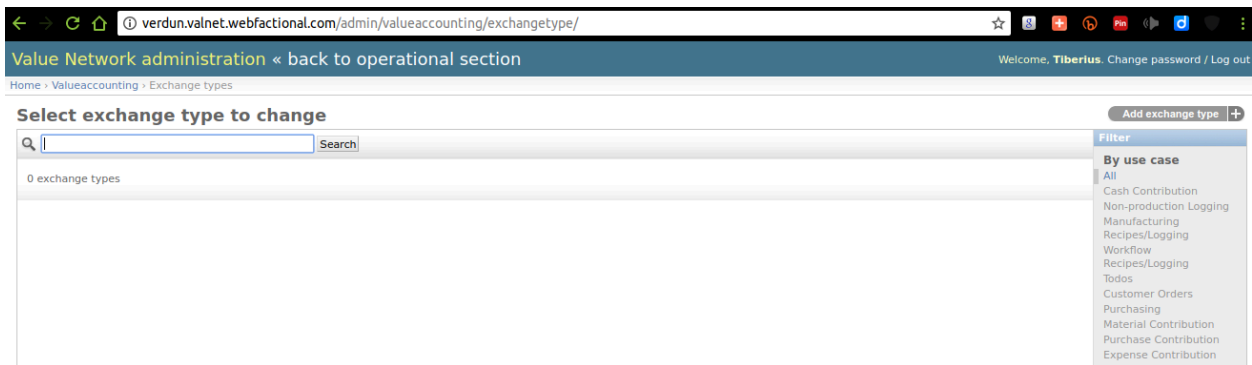 verdun.valnet.webfactional.com/admin/valueaccounting/exchangetype/
8
Pin
d
Value Network administration « back to operational section
Welcome, Tiberius. Change password / Log out
Home › Valueaccounting › Exchange types
Select exchange type to change
Add exchange type +
Search
0 exchange types
Filter
By use case
All
Cash Contribution
Non-production Logging
Manufacturing
Recipes/Logging
Workflow
Recipes/Logging
Todos
Customer Orders
Purchasing
Material Contribution
Purchase Contribution
Expense Contribution